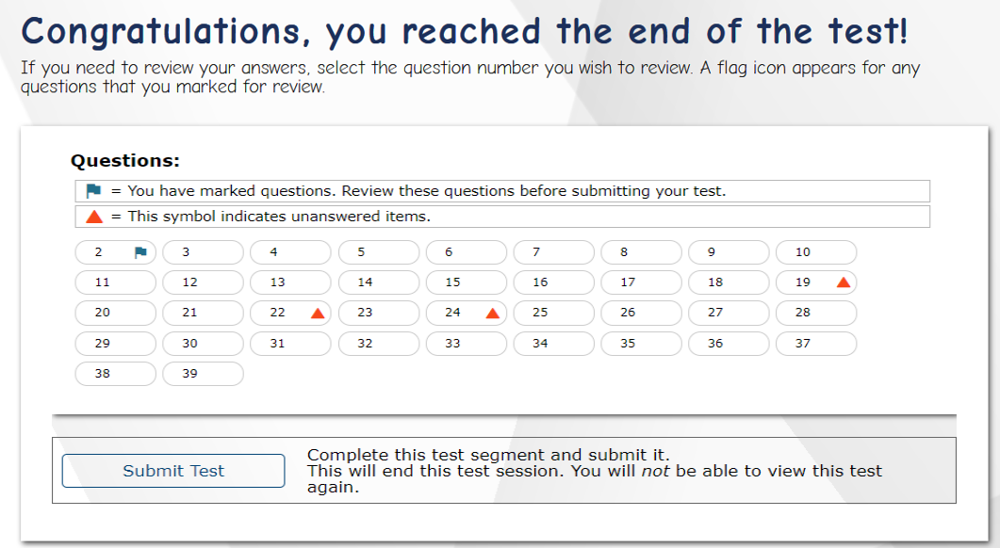 Congratulations, you reached the end of the test!
If you need to review your answers, select the question number you wish to review. A flag icon appears for any
questions that you marked for review.
Questions:
= You have marked questions. Review these questions before submitting your test.
= This symbol indicates unanswered items.
2 3 4 5 6 7 8 9 10
11 12 13 14 15 16 17 18 19
20 21 22 23 24 25 26 27 28
29 30 31 32 33 34 35 36 37
38 39
Submit Test
Complete this test segment and submit it.
This will end this test session. You will not be able to view this test
again.